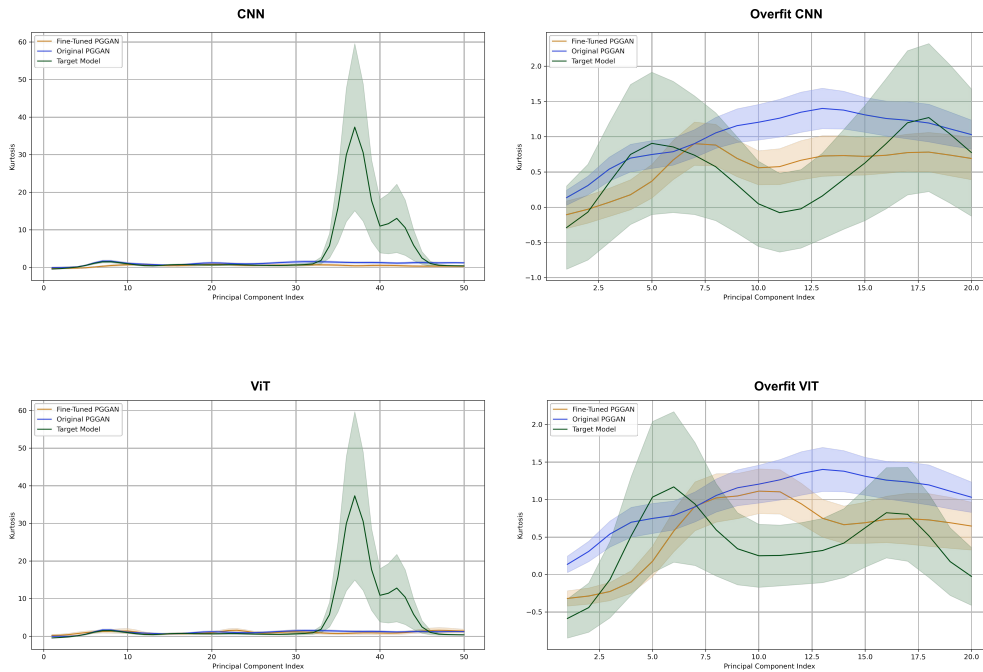 CNN
Fine-Tuned PGGAN
Original PGGAN
Target Model
60
50
40
30
20
10
0
Kurtosis
0 10 20 30 40 50
Principal Component Index
Overfit CNN
Fine-Tuned PGGAN
Original PGGAN
Target Model
2.0
1.5
1.0
0.5
0.0
−0.5
−1.0
Kurtosis
2.5 5.0 7.5 10.0 12.5 15.0 17.5 20.0
Principal Component Index
ViT
Fine-Tuned PGGAN
Original PGGAN
Target Model
60
50
40
30
20
10
0
Kurtosis
0 10 20 30 40 50
Principal Component Index
Overfit VIT
Fine-Tuned PGGAN
Original PGGAN
Target Model
2.0
1.5
1.0
0.5
0.0
−0.5
Kurtosis
2.5 5.0 7.5 10.0 12.5 15.0 17.5 20.0
Principal Component Index